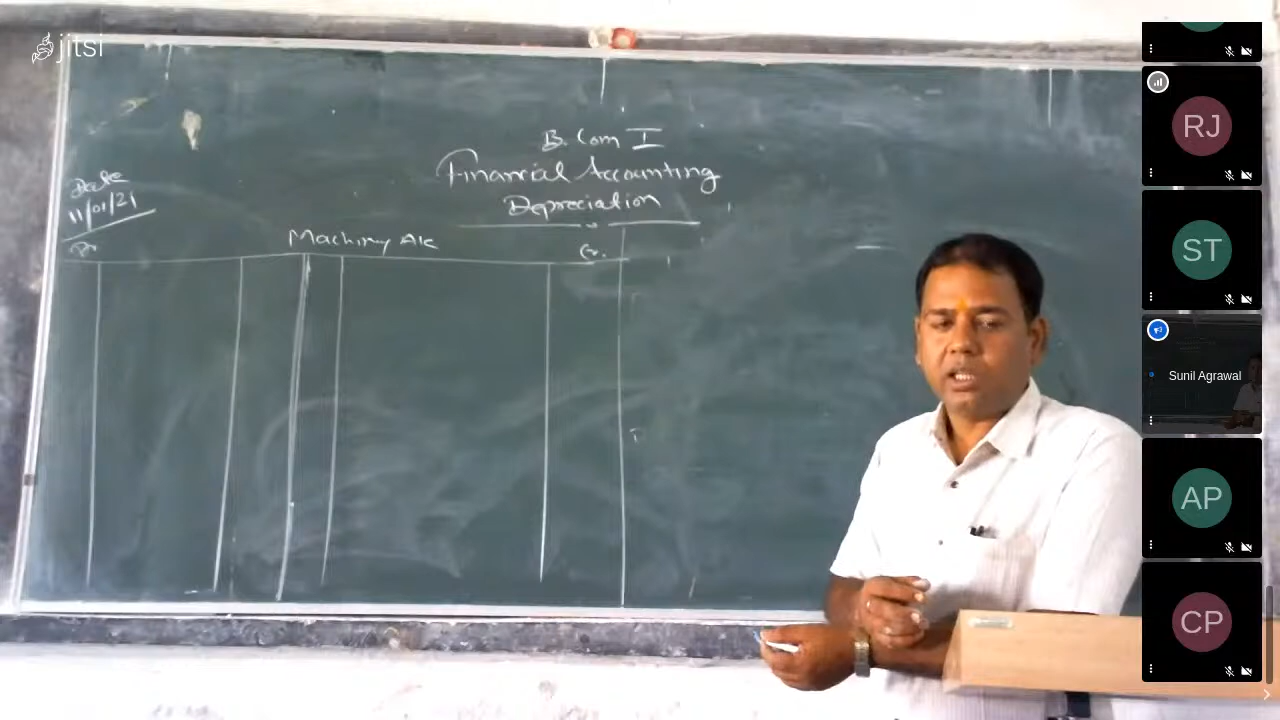 jitsi
B. Com I
Financial Accounting
Depreciation
Date
11/01/21
Dr
Machinery A/c
Cr.
RJ
ST
Sunil Agrawal
AP
CP